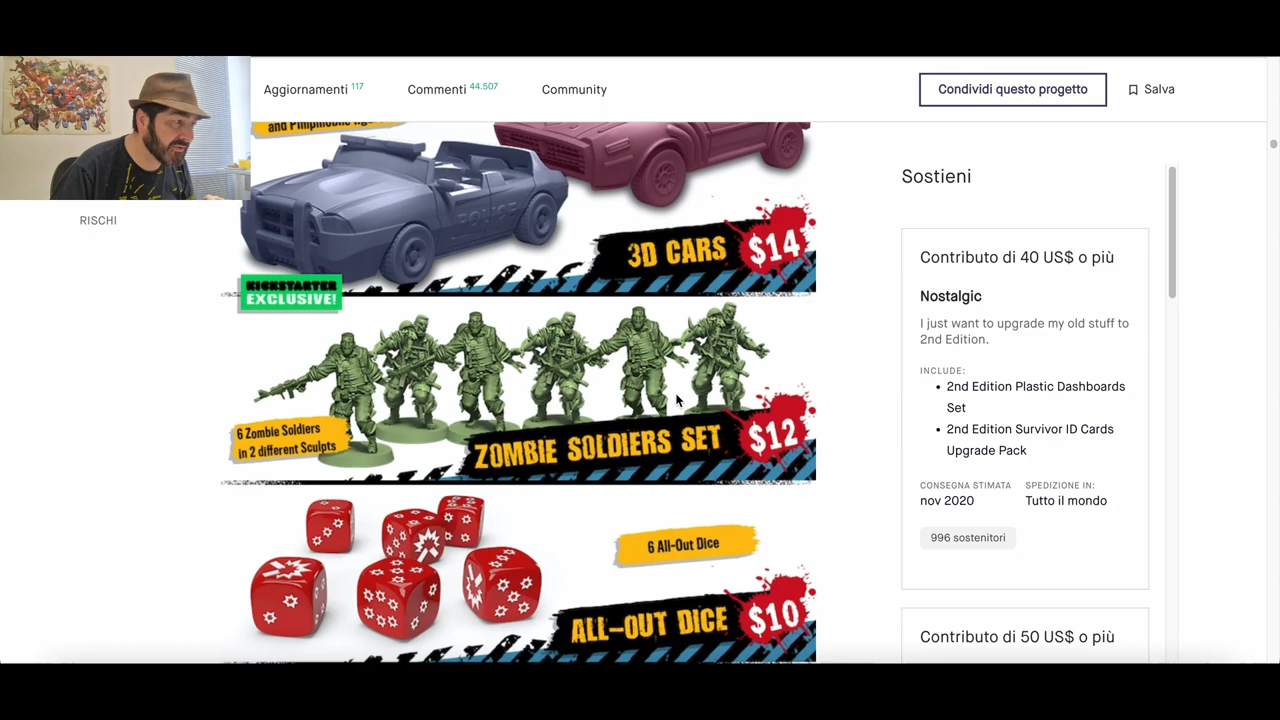 Aggiornamenti 117
Commenti 44.507
Community
Condividi questo progetto
Salva
RISCHI
POLICE
3D CARS
$14
KICKSTARTER
EXCLUSIVE!
6 Zombie Soldiers
in 2 different Sculpts
ZOMBIE SOLDIERS SET
$12
6 All-Out Dice
ALL-OUT DICE
$10
Sostieni
Contributo di 40 US$ o più
Nostalgic
I just want to upgrade my old stuff to
2nd Edition.
INCLUDE:
• 2nd Edition Plastic Dashboards
Set
• 2nd Edition Survivor ID Cards
Upgrade Pack
CONSEGNA STIMATA
nov 2020
SPEDIZIONE IN:
Tutto il mondo
996 sostenitori
Contributo di 50 US$ o più